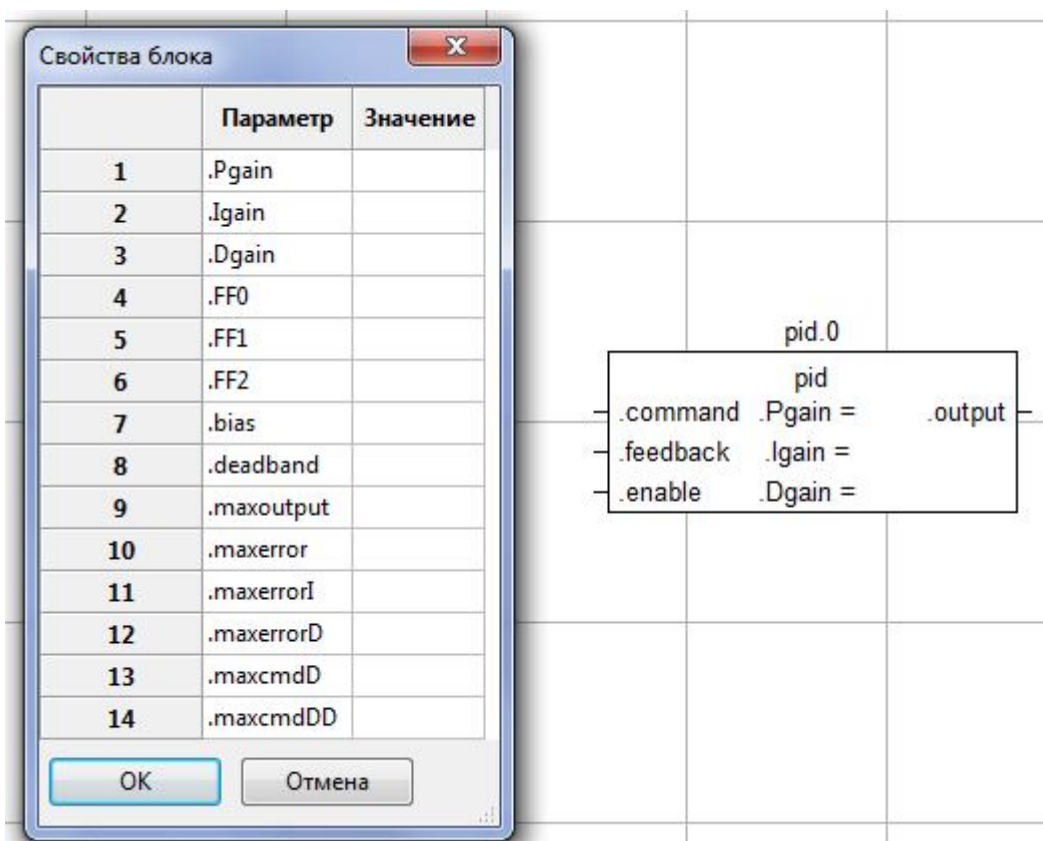 Свойства блока
Параметр Значение
1 .Pgain
2 .Igain
3 .Dgain
4 .FF0
5 .FF1
6 .FF2
7 .bias
8 .deadband
9 .maxoutput
10 .maxerror
11 .maxerrorI
12 .maxerrorD
13 .maxcmdD
14 .maxcmdDD
OK Отмена
pid.0
pid
.command .Pgain = .output
.feedback .Igain =
.enable .Dgain =